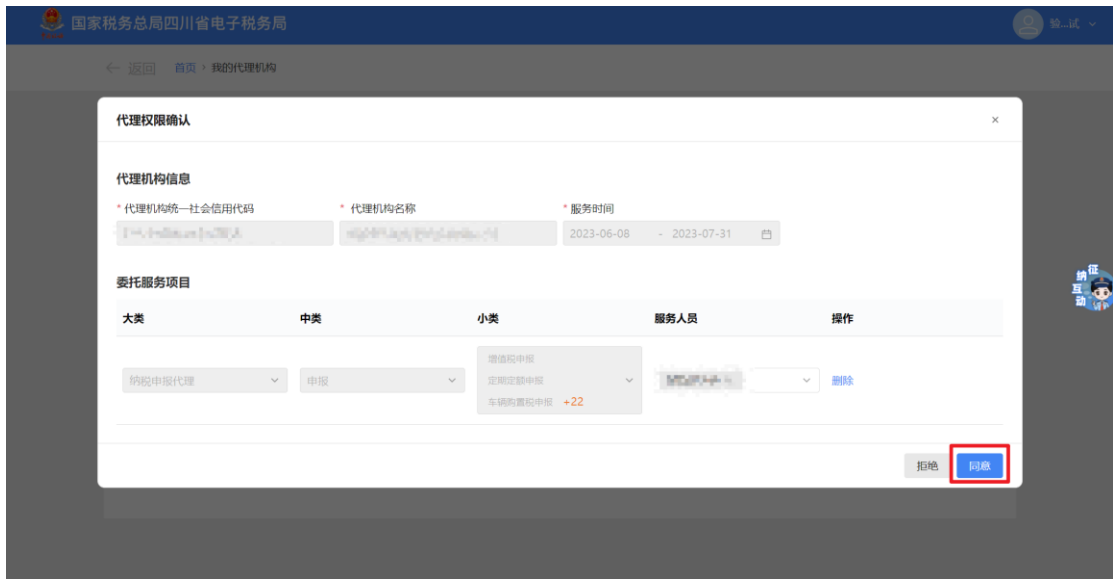 国家税务总局四川省电子税务局
验...试
返回 首页 › 我的代理机构
代理权限确认 ×
代理机构信息
* 代理机构统一社会信用代码 * 代理机构名称 * 服务时间
2023-06-08 - 2023-07-31
委托服务项目
大类 中类 小类 服务人员 操作
增值税申报
纳税申报代理 申报 定期定额申报 删除
车辆购置税申报 +22
拒绝 同意
征纳互动